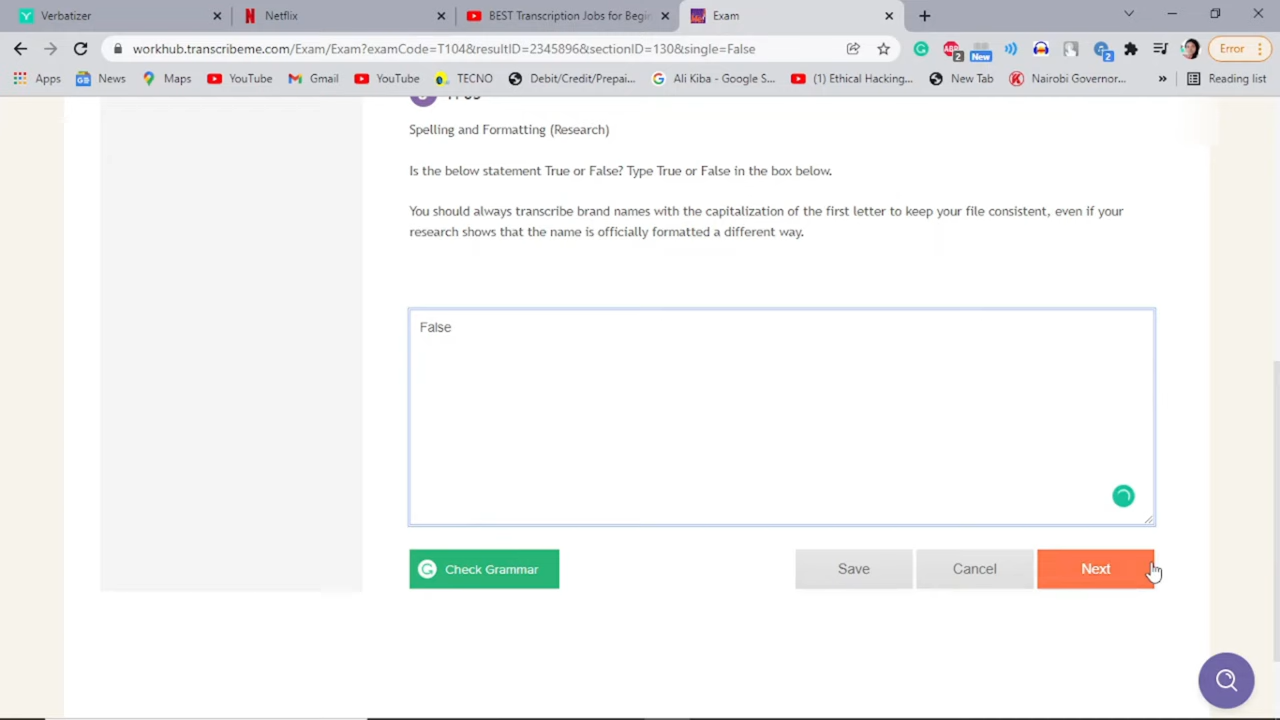 Verbatizer
Netflix
BEST Transcription Jobs for Begin
Exam
workhub.transcribeme.com/Exam/Exam?examCode=T104&resultID=2345896&sectionID=130&single=False
ABP
2
New
2
Error
Apps
News
Maps
YouTube
Gmail
YouTube
TECNO
Debit/Credit/Prepai...
Ali Kiba - Google S...
(1) Ethical Hacking...
New Tab
Nairobi Governor...
»
Reading list
Spelling and Formatting (Research)
Is the below statement True or False? Type True or False in the box below.
You should always transcribe brand names with the capitalization of the first letter to keep your file consistent, even if your
research shows that the name is officially formatted a different way.
False
Check Grammar
Save
Cancel
Next